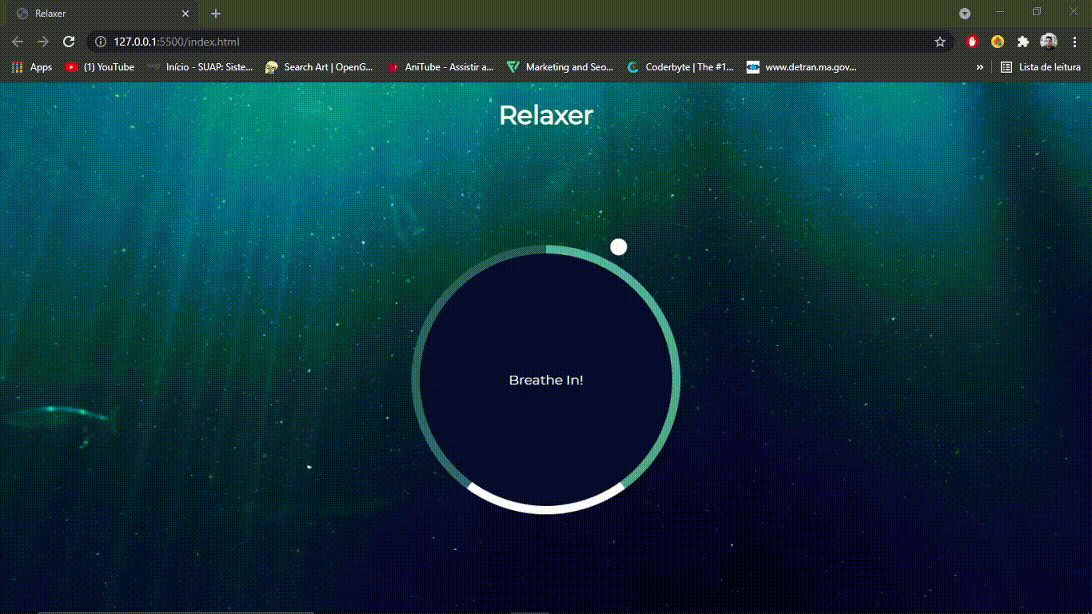 Relaxer
127.0.0.1:5500/index.html
Apps (1) YouTube Início - SUAP: Siste... Search Art | OpenG... AniTube - Assistir a... Marketing and Seo... Coderbyte | The #1... www.detran.ma.gov... » Lista de leitura
Relaxer
Breathe In!